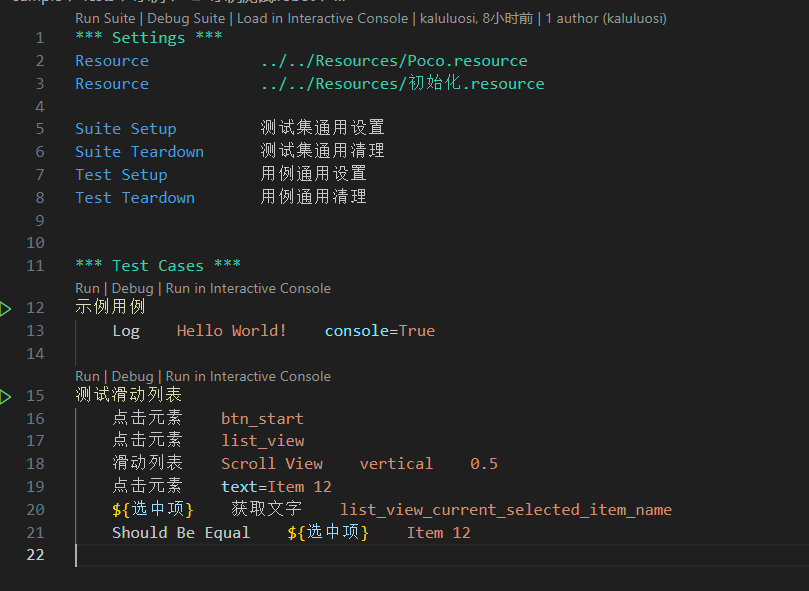 Run Suite | Debug Suite | Load in Interactive Console | kaluluosi, 8小时前 | 1 author (kaluluosi)
1 *** Settings ***
2 Resource ../../Resources/Poco.resource
3 Resource ../../Resources/初始化.resource
4
5 Suite Setup 测试集通用设置
6 Suite Teardown 测试集通用清理
7 Test Setup 用例通用设置
8 Test Teardown 用例通用清理
9
10
11 *** Test Cases ***
Run | Debug | Run in Interactive Console
12 示例用例
13 Log Hello World! console=True
14
Run | Debug | Run in Interactive Console
15 测试滑动列表
16 点击元素 btn_start
17 点击元素 list_view
18 滑动列表 Scroll View vertical 0.5
19 点击元素 text=Item 12
20 ${选中项} 获取文字 list_view_current_selected_item_name
21 Should Be Equal ${选中项} Item 12
22